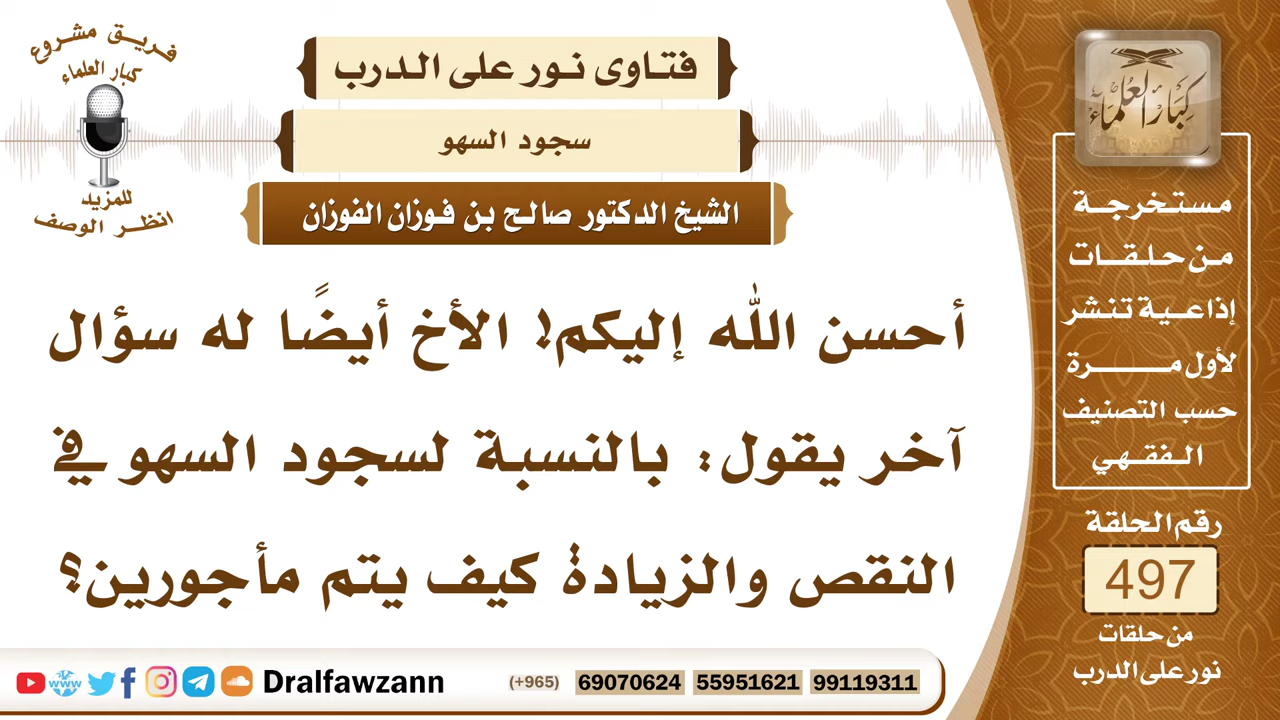 فريق مشروع
كبار العلماء
للمزيد
انظر الوصف
فتاوى نور على الدرب
سجود السهو
الشيخ الدكتور صالح بن فوزان الفوزان
أحسن الله إليكم! الأخ أيضًا له سؤال
آخر يقول: بالنسبة لسجود السهو في
النقص والزيادة كيف يتم مأجورين؟
كبار العلماء
مستخرجة
من حلقات
إذاعية تنشر
لأول مرة
حسب التصنيف
الفقهي
رقم الحلقة
497
من حلقات
نور على الدرب
www
Dralfawzann (+965) 69070624 55951621 99119311